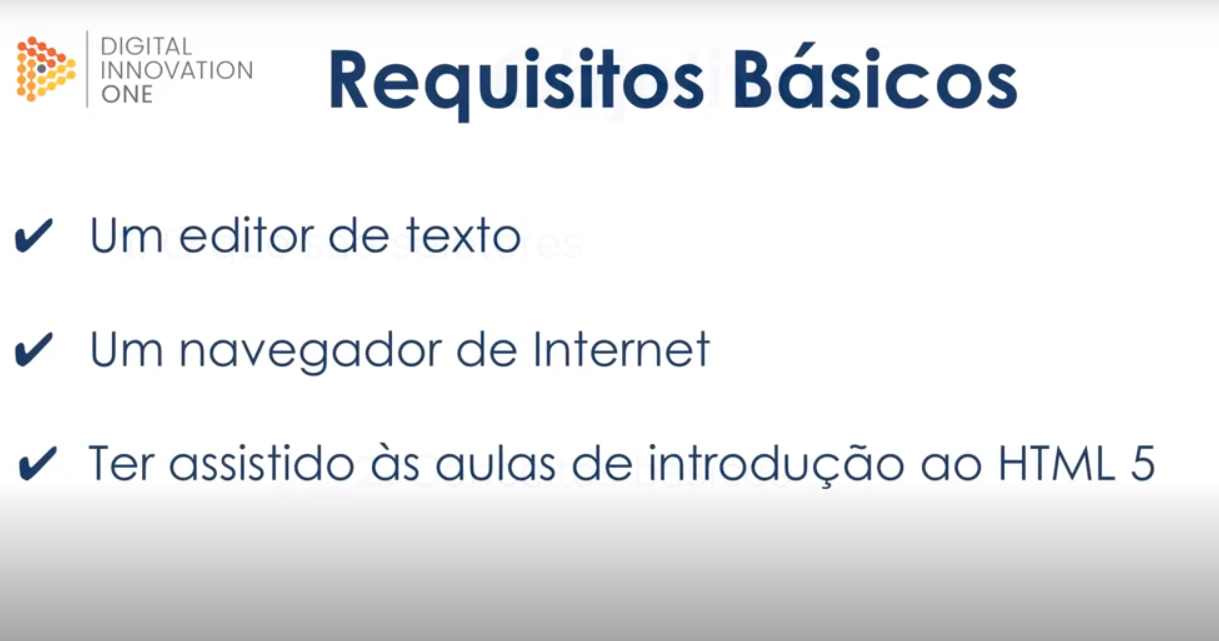 DIGITAL
INNOVATION
ONE
Requisitos Básicos
✔ Um editor de texto
✔ Um navegador de Internet
✔ Ter assistido às aulas de introdução ao HTML 5